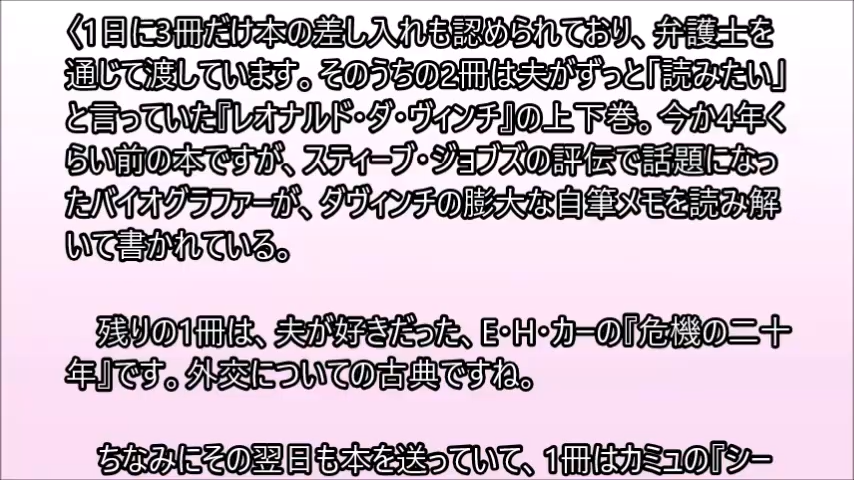 〈1日に3冊だけ本の差し入れも認められており、弁護士を
通じて渡しています。そのうちの2冊は夫がずっと「読みたい」
と言っていた『レオナルド・ダ・ヴィンチ』の上下巻。今か4年く
らい前の本ですが、スティーブ・ジョブズの評伝で話題になっ
たバイオグラファーが、ダヴィンチの膨大な自筆メモを読み解
いて書かれている。
残りの1冊は、夫が好きだった、E・H・カーの『危機の二十
年』です。外交についての古典ですね。
ちなみにその翌日も本を送っていて、1冊はカミュの『シー